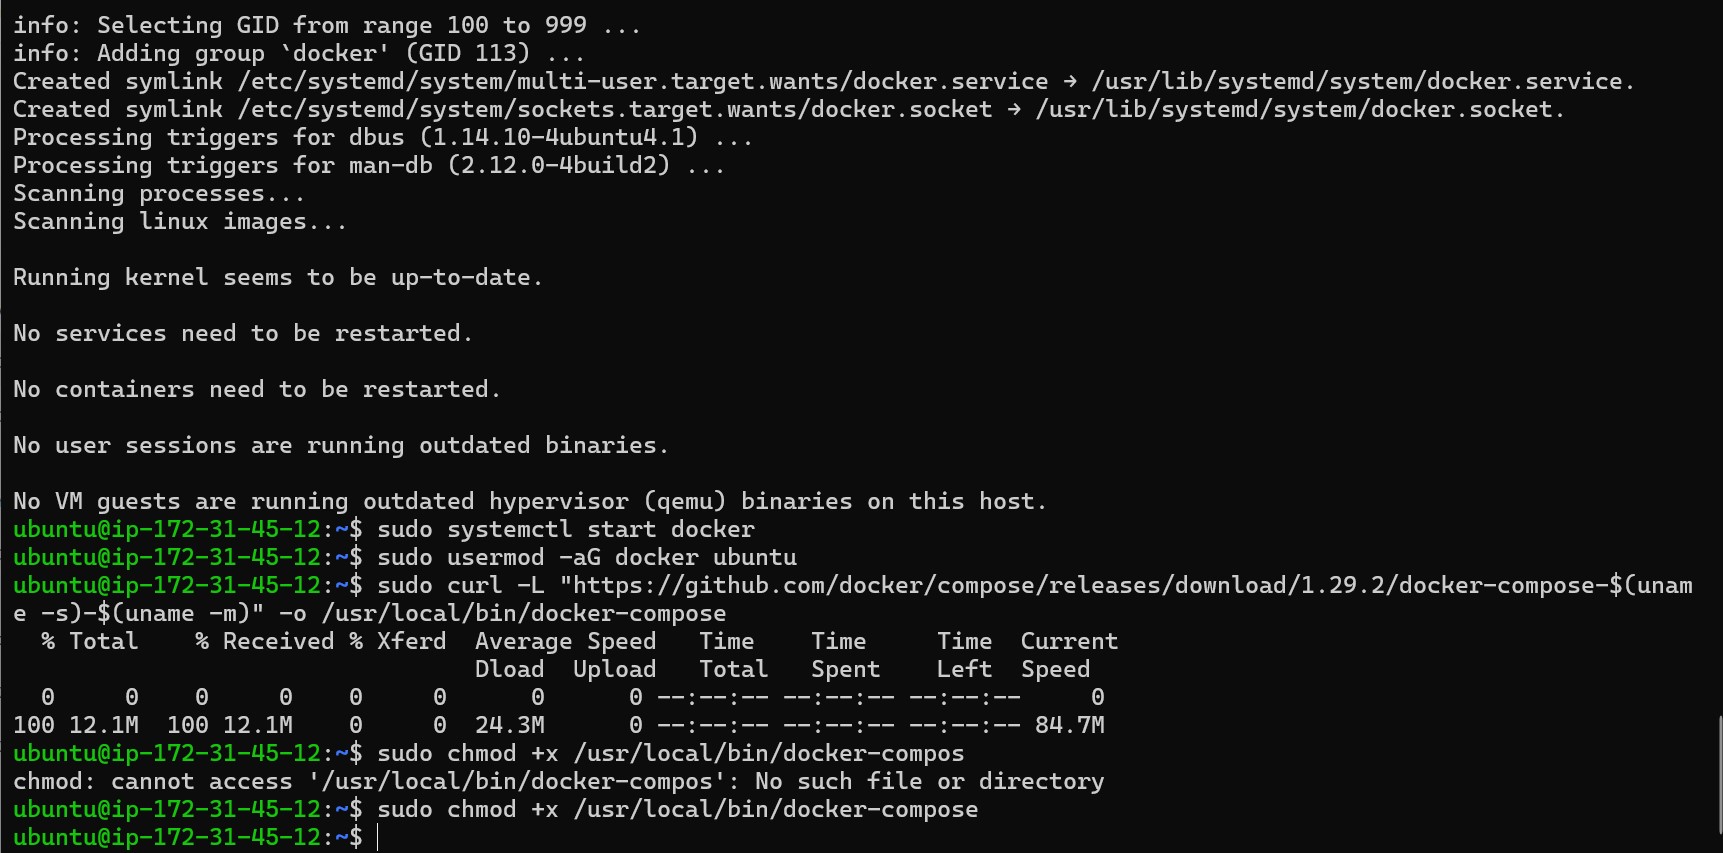 info: Selecting GID from range 100 to 999 ...
info: Adding group `docker' (GID 113) ...
Created symlink /etc/systemd/system/multi-user.target.wants/docker.service → /usr/lib/systemd/system/docker.service.
Created symlink /etc/systemd/system/sockets.target.wants/docker.socket → /usr/lib/systemd/system/docker.socket.
Processing triggers for dbus (1.14.10-4ubuntu4.1) ...
Processing triggers for man-db (2.12.0-4build2) ...
Scanning processes...
Scanning linux images...
Running kernel seems to be up-to-date.
No services need to be restarted.
No containers need to be restarted.
No user sessions are running outdated binaries.
No VM guests are running outdated hypervisor (qemu) binaries on this host.
ubuntu@ip-172-31-45-12:~$ sudo systemctl start docker
ubuntu@ip-172-31-45-12:~$ sudo usermod -aG docker ubuntu
ubuntu@ip-172-31-45-12:~$ sudo curl -L "https://github.com/docker/compose/releases/download/1.29.2/docker-compose-$(unam
e -s)-$(uname -m)" -o /usr/local/bin/docker-compose
  % Total    % Received % Xferd  Average Speed   Time    Time     Time  Current
                                 Dload  Upload   Total   Spent    Left  Speed
  0     0    0     0    0     0      0      0 --:--:-- --:--:-- --:--:--     0
100 12.1M  100 12.1M    0     0  24.3M      0 --:--:-- --:--:-- --:--:-- 84.7M
ubuntu@ip-172-31-45-12:~$ sudo chmod +x /usr/local/bin/docker-compos
chmod: cannot access '/usr/local/bin/docker-compos': No such file or directory
ubuntu@ip-172-31-45-12:~$ sudo chmod +x /usr/local/bin/docker-compose
ubuntu@ip-172-31-45-12:~$